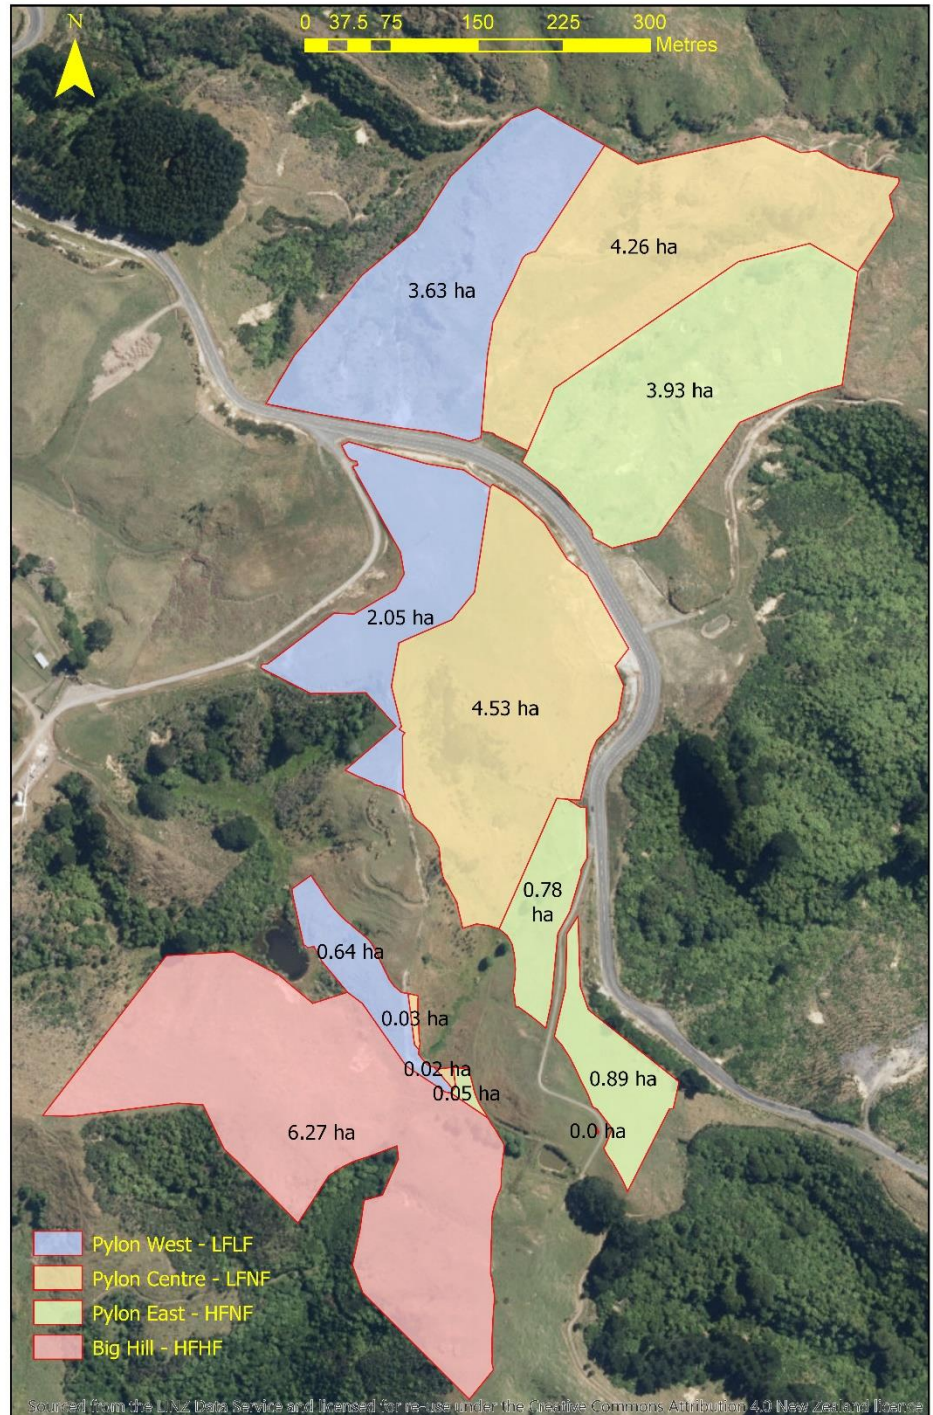 N
0 37.5 75 150 225 300
Metres
4.26 ha
3.63 ha
3.93 ha
2.05 ha
4.53 ha
0.78
ha
0.64 ha
0.03 ha
0.02 ha
0.05 ha
0.89 ha
0.0 ha
6.27 ha
Pylon West - LFLF
Pylon Centre - LFNF
Pylon East - HFNF
Big Hill - HFHF
Sourced from the LINZ Data Service and licensed for re-use under the Creative Commons Attribution 4.0 New Zealand licence